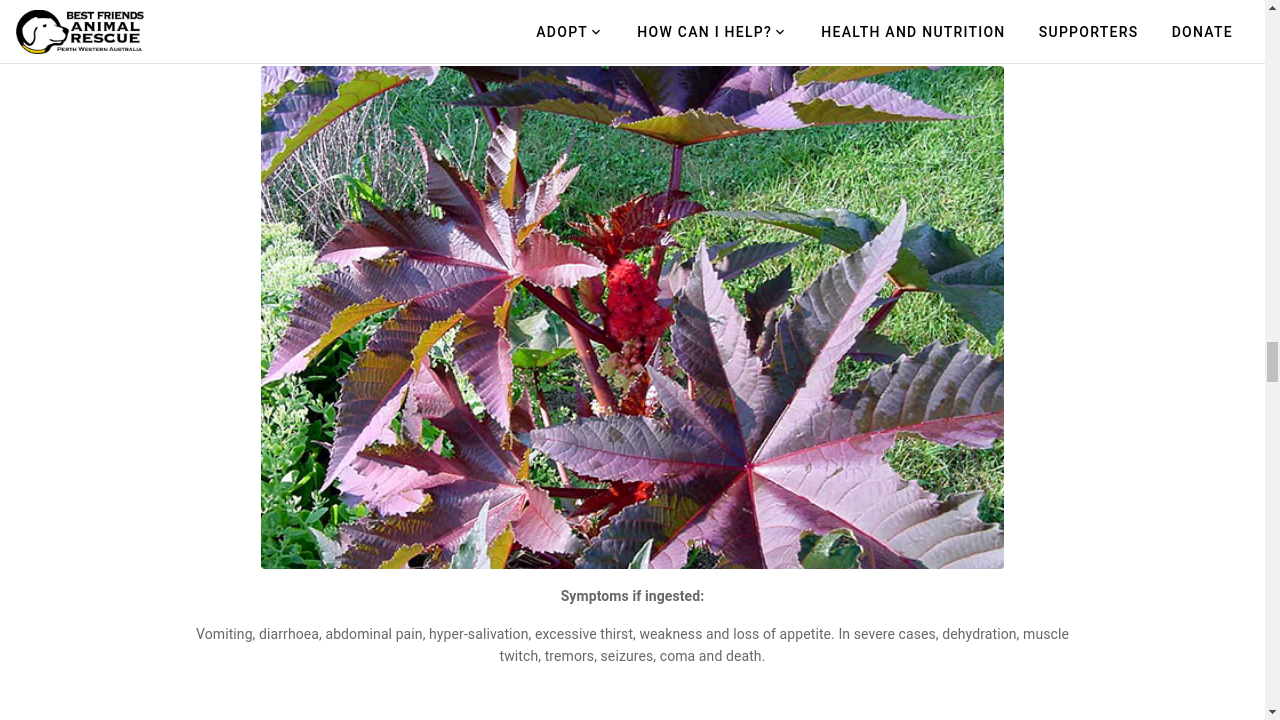 BEST FRIENDS
ANIMAL
RESCUE
PERTH WESTERN AUSTRALIA
ADOPT
HOW CAN I HELP?
HEALTH AND NUTRITION
SUPPORTERS
DONATE
Symptoms if ingested:
Vomiting, diarrhoea, abdominal pain, hyper-salivation, excessive thirst, weakness and loss of appetite. In severe cases, dehydration, muscle
twitch, tremors, seizures, coma and death.